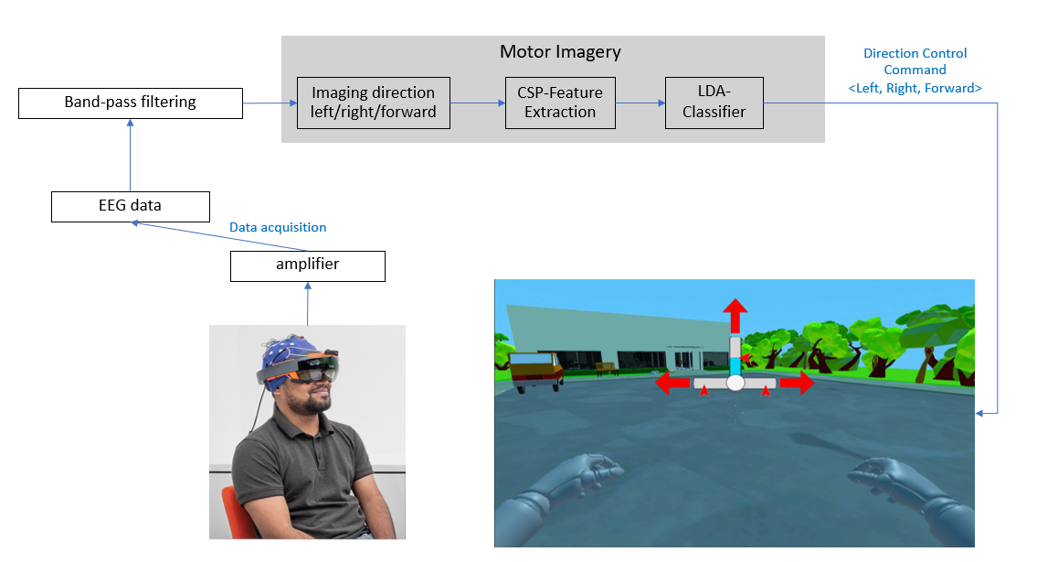 Motor Imagery
Direction Control
Command
<Left, Right, Forward>
Band-pass filtering
Imaging direction
left/right/forward
CSP-Feature
Extraction
LDA-
Classifier
EEG data
Data acquisition
amplifier